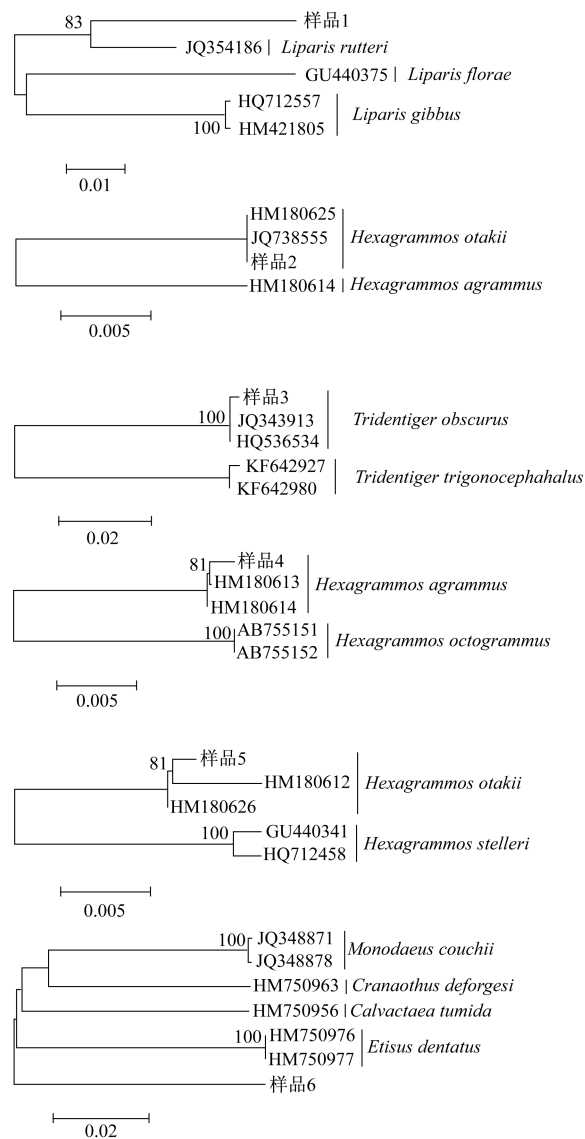 83
样品1
JQ354186 Liparis rutteri
GU440375 Liparis florae
HQ712557
Liparis gibbus
100
HM421805
0.01
HM180625
JQ738555
Hexagrammos otakii
样品2
HM180614 Hexagrammos agrammus
0.005
样品3
100
JQ343913
Tridentiger obscurus
HQ536534
KF642927
Tridentiger trigonocephahalus
KF642980
0.02
81
样品4
HM180613
Hexagrammos agrammus
HM180614
100
AB755151
Hexagrammos octogrammus
AB755152
0.005
81
样品5
HM180612
Hexagrammos otakii
HM180626
100
GU440341
Hexagrammos stelleri
HQ712458
0.005
100
JQ348871
Monodaeus couchii
JQ348878
HM750963 Cranaothus deforgesi
HM750956 Calvactaea tumida
100
HM750976
Etisus dentatus
HM750977
样品6
0.02